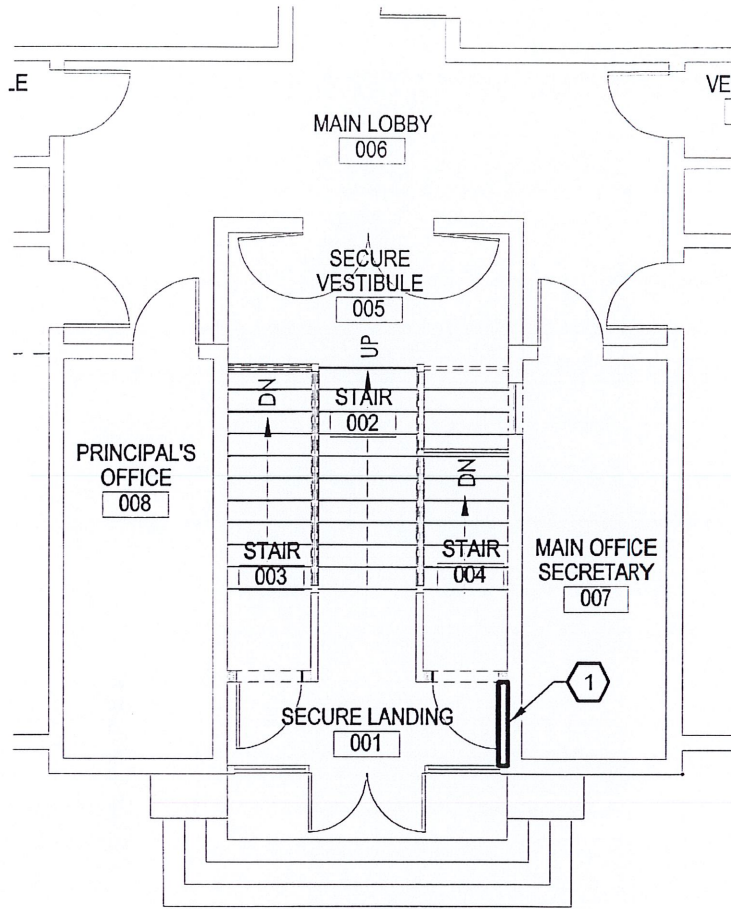 LE
VE
MAIN LOBBY
006
SECURE
VESTIBULE
005
UP
DN
STAIR
002
PRINCIPAL'S
OFFICE
008
DN
STAIR
003
STAIR
004
MAIN OFFICE
SECRETARY
007
1
SECURE LANDING
001